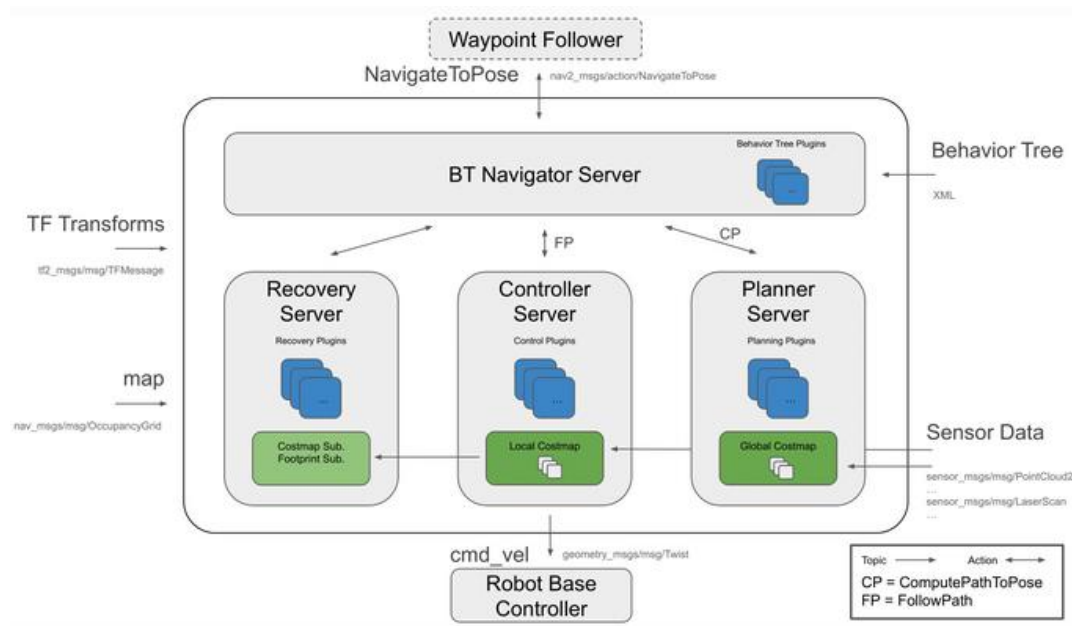 Waypoint Follower
NavigateToPose
nav2_msgs/action/NavigateToPose
Behavior Tree Plugins
BT Navigator Server
...
Behavior Tree
XML
TF Transforms
tf2_msgs/msg/TFMessage
FP
CP
Recovery
Server
Recovery Plugins
...
Costmap Sub.
Footprint Sub.
Controller
Server
Control Plugins
...
Local Costmap
Planner
Server
Planning Plugins
...
Global Costmap
map
nav_msgs/msg/OccupancyGrid
Sensor Data
sensor_msgs/msg/PointCloud2
...
sensor_msgs/msg/LaserScan
...
cmd_vel
geometry_msgs/msg/Twist
Robot Base
Controller
Topic
Action
CP = ComputePathToPose
FP = FollowPath